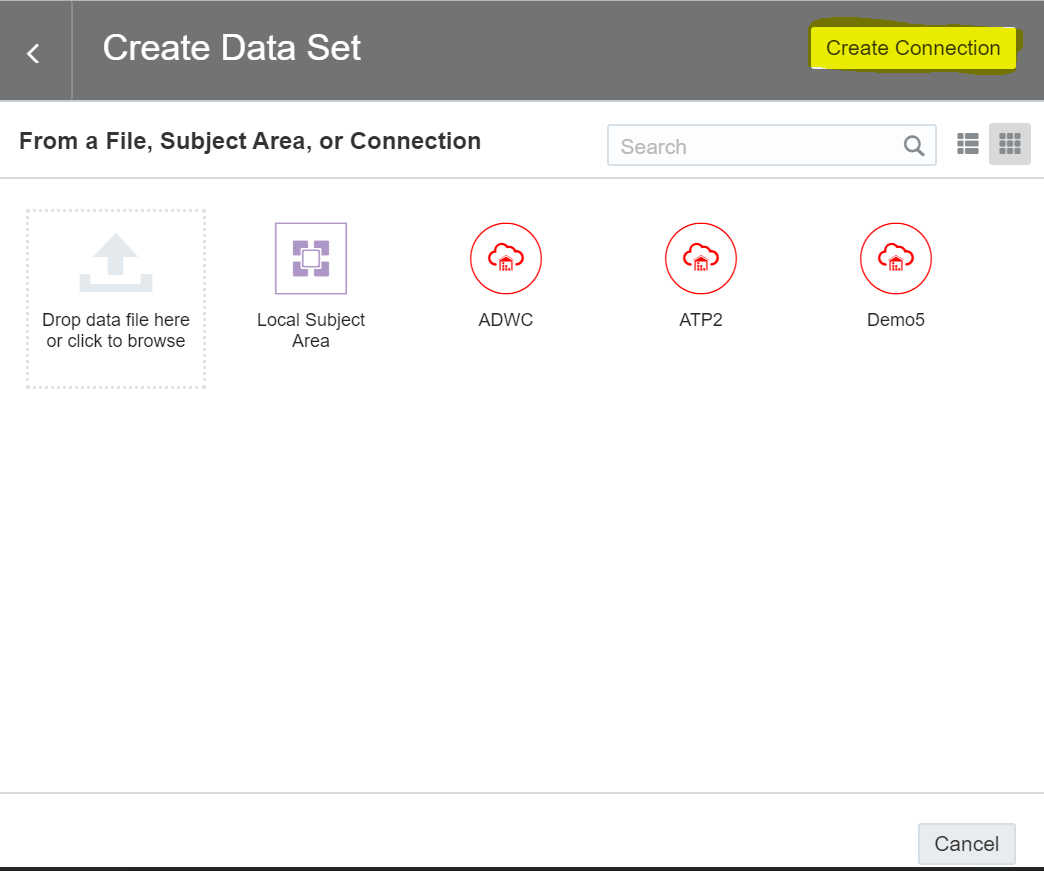 Create Data Set
Create Connection
From a File, Subject Area, or Connection
Search
Drop data file here
or click to browse
Local Subject
Area
ADWC
ATP2
Demo5
Cancel